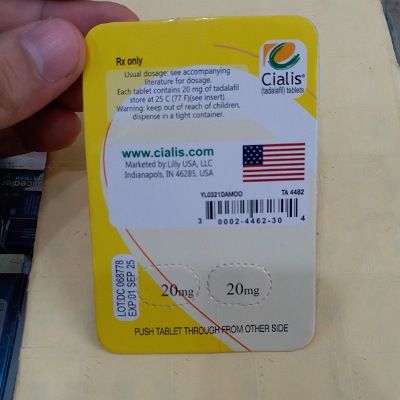 Rx only
Usual dosage: see accompanying
literature for dosage.
Each tablet contains 20 mg of tadalafil
store at 25 C (77 F)(see insert).
Warning: keep out of reach of children,
dispense in a tight container.
Cialis®
(tadalafil) tablets
www.cialis.com
Marketed by:Lilly USA, LLC
Indianapols, IN 46285, USA
YL0321DAMOO
TA 4482
3 0002-4462-30 4
LOT:DC 068778
EXP:01 SEP 25
20mg
20mg
PUSH TABLET THROUGH FROM OTHER SIDE